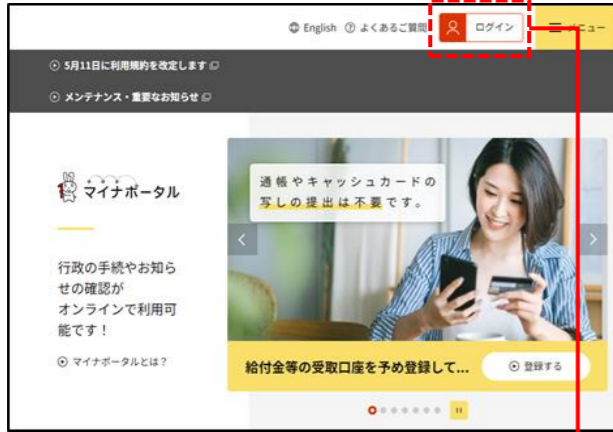 English よくあるご質問 ログイン メニュー
5月11日に利用規約を改定します
メンテナンス・重要なお知らせ
マイナポータル
通帳やキャッシュカードの
写しの提出は不要です。
行政の手続やお知ら
せの確認が
オンラインで利用可
能です！
マイナポータルとは？
給付金等の受取口座を予め登録して... 登録する